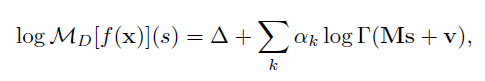 log ℳ_D[f(𝐱)](s) = Δ + ∑_k α_k log Γ(𝐌s + 𝐯),